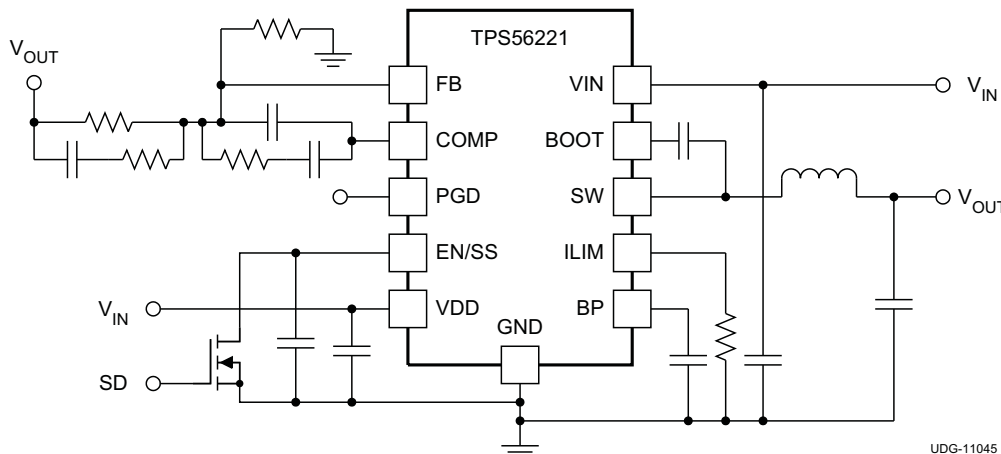 TPS56221
VOUT
FB
VIN
VIN
COMP
BOOT
PGD
SW
VOUT
EN/SS
ILIM
VIN
VDD
BP
GND
SD
UDG-11045